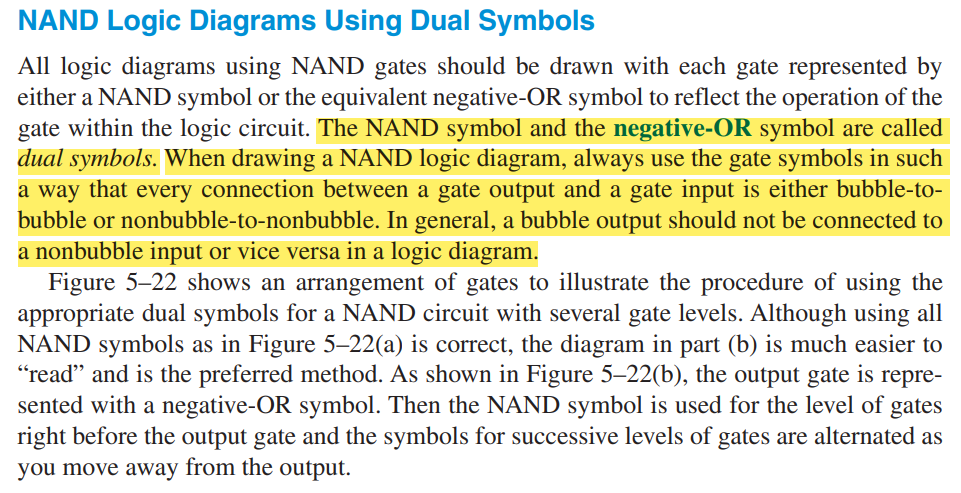 NAND Logic Diagrams Using Dual Symbols
All logic diagrams using NAND gates should be drawn with each gate represented by
either a NAND symbol or the equivalent negative-OR symbol to reflect the operation of the
gate within the logic circuit. The NAND symbol and the negative-OR symbol are called
dual symbols. When drawing a NAND logic diagram, always use the gate symbols in such
a way that every connection between a gate output and a gate input is either bubble-to-
bubble or nonbubble-to-nonbubble. In general, a bubble output should not be connected to
a nonbubble input or vice versa in a logic diagram.
Figure 5–22 shows an arrangement of gates to illustrate the procedure of using the
appropriate dual symbols for a NAND circuit with several gate levels. Although using all
NAND symbols as in Figure 5–22(a) is correct, the diagram in part (b) is much easier to
“read” and is the preferred method. As shown in Figure 5–22(b), the output gate is repre-
sented with a negative-OR symbol. Then the NAND symbol is used for the level of gates
right before the output gate and the symbols for successive levels of gates are alternated as
you move away from the output.